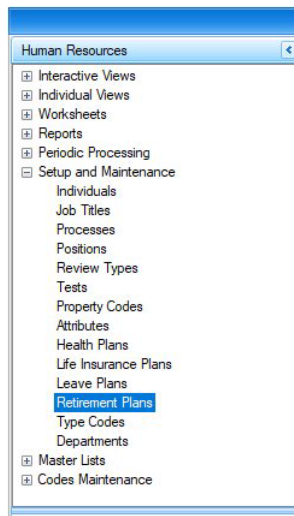 Human Resources
Interactive Views
Individual Views
Worksheets
Reports
Periodic Processing
Setup and Maintenance
Individuals
Job Titles
Processes
Positions
Review Types
Tests
Property Codes
Attributes
Health Plans
Life Insurance Plans
Leave Plans
Retirement Plans
Type Codes
Departments
Master Lists
Codes Maintenance